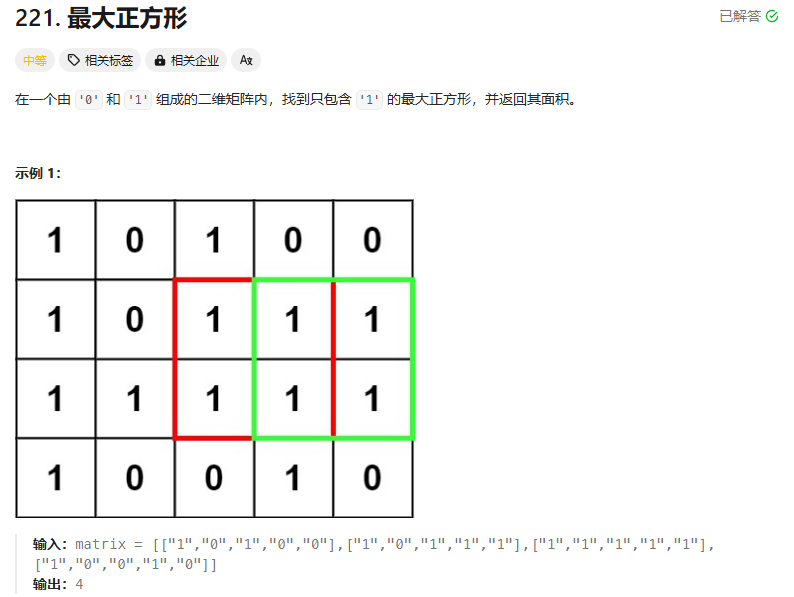 221. 最大正方形
已解答
中等
相关标签
相关企业
在一个由 '0' 和 '1' 组成的二维矩阵内，找到只包含 '1' 的最大正方形，并返回其面积。
示例 1：
1 0 1 0 0
1 0 1 1 1
1 1 1 1 1
1 0 0 1 0
输入：matrix = [["1","0","1","0","0"],["1","0","1","1","1"],["1","1","1","1","1"],
["1","0","0","1","0"]]
输出：4